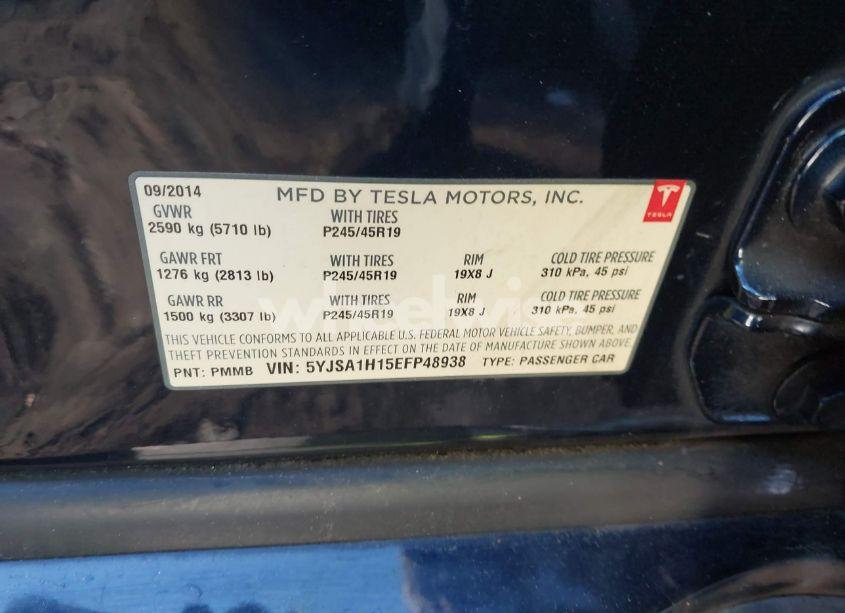 09/2014 MFD BY TESLA MOTORS, INC.
TESLA
GVWR WITH TIRES
2590 kg (5710 lb) P245/45R19
GAWR FRT WITH TIRES RIM COLD TIRE PRESSURE
1276 kg (2813 lb) P245/45R19 19X8 J 310 kPa, 45 psi
GAWR RR WITH TIRES RIM COLD TIRE PRESSURE
1500 kg (3307 lb) P245/45R19 19X8 J 310 kPa, 45 psi
THIS VEHICLE CONFORMS TO ALL APPLICABLE U.S. FEDERAL MOTOR VEHICLE SAFETY, BUMPER, AND
THEFT PREVENTION STANDARDS IN EFFECT ON THE DATE OF MANUFACTURE SHOWN ABOVE.
PNT: PMMB VIN: 5YJSA1H15EFP48938 TYPE: PASSENGER CAR